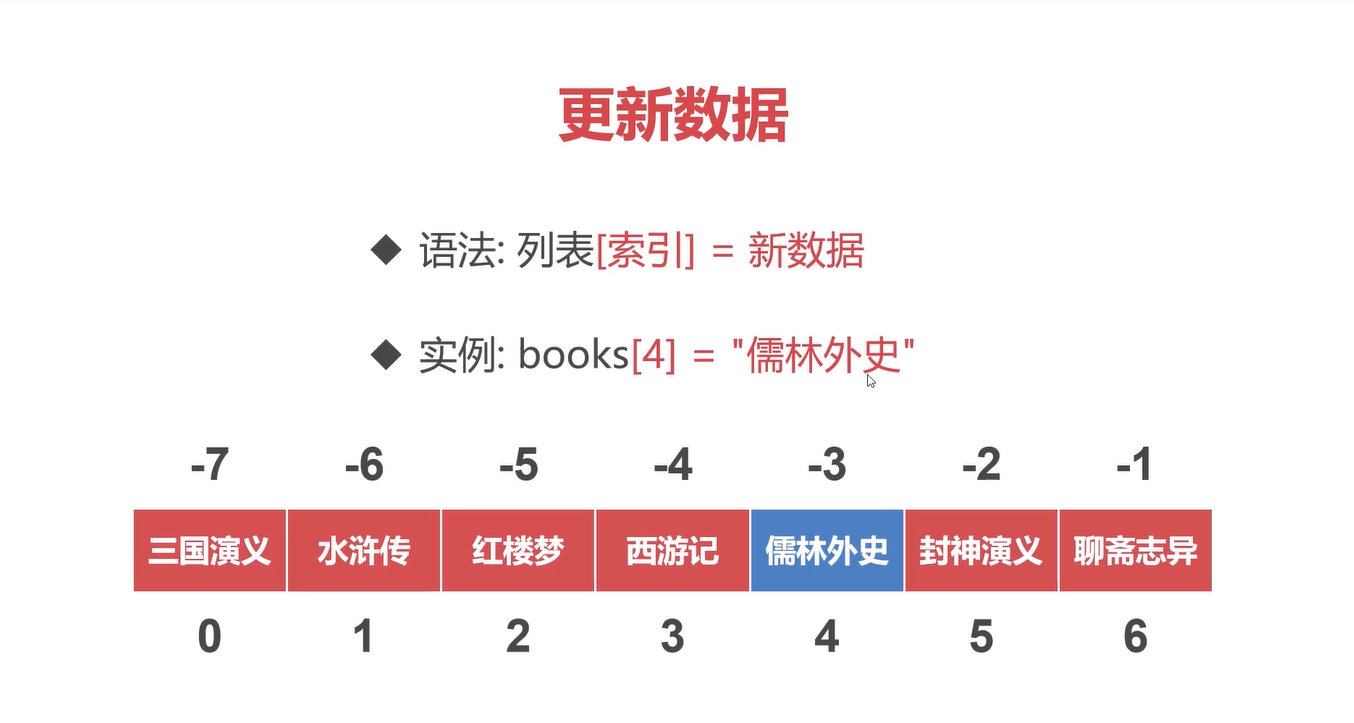 更新数据
◆ 语法: 列表[索引] = 新数据
◆ 实例: books[4] = "儒林外史"
-7 -6 -5 -4 -3 -2 -1
三国演义 水浒传 红楼梦 西游记 儒林外史 封神演义 聊斋志异
0 1 2 3 4 5 6